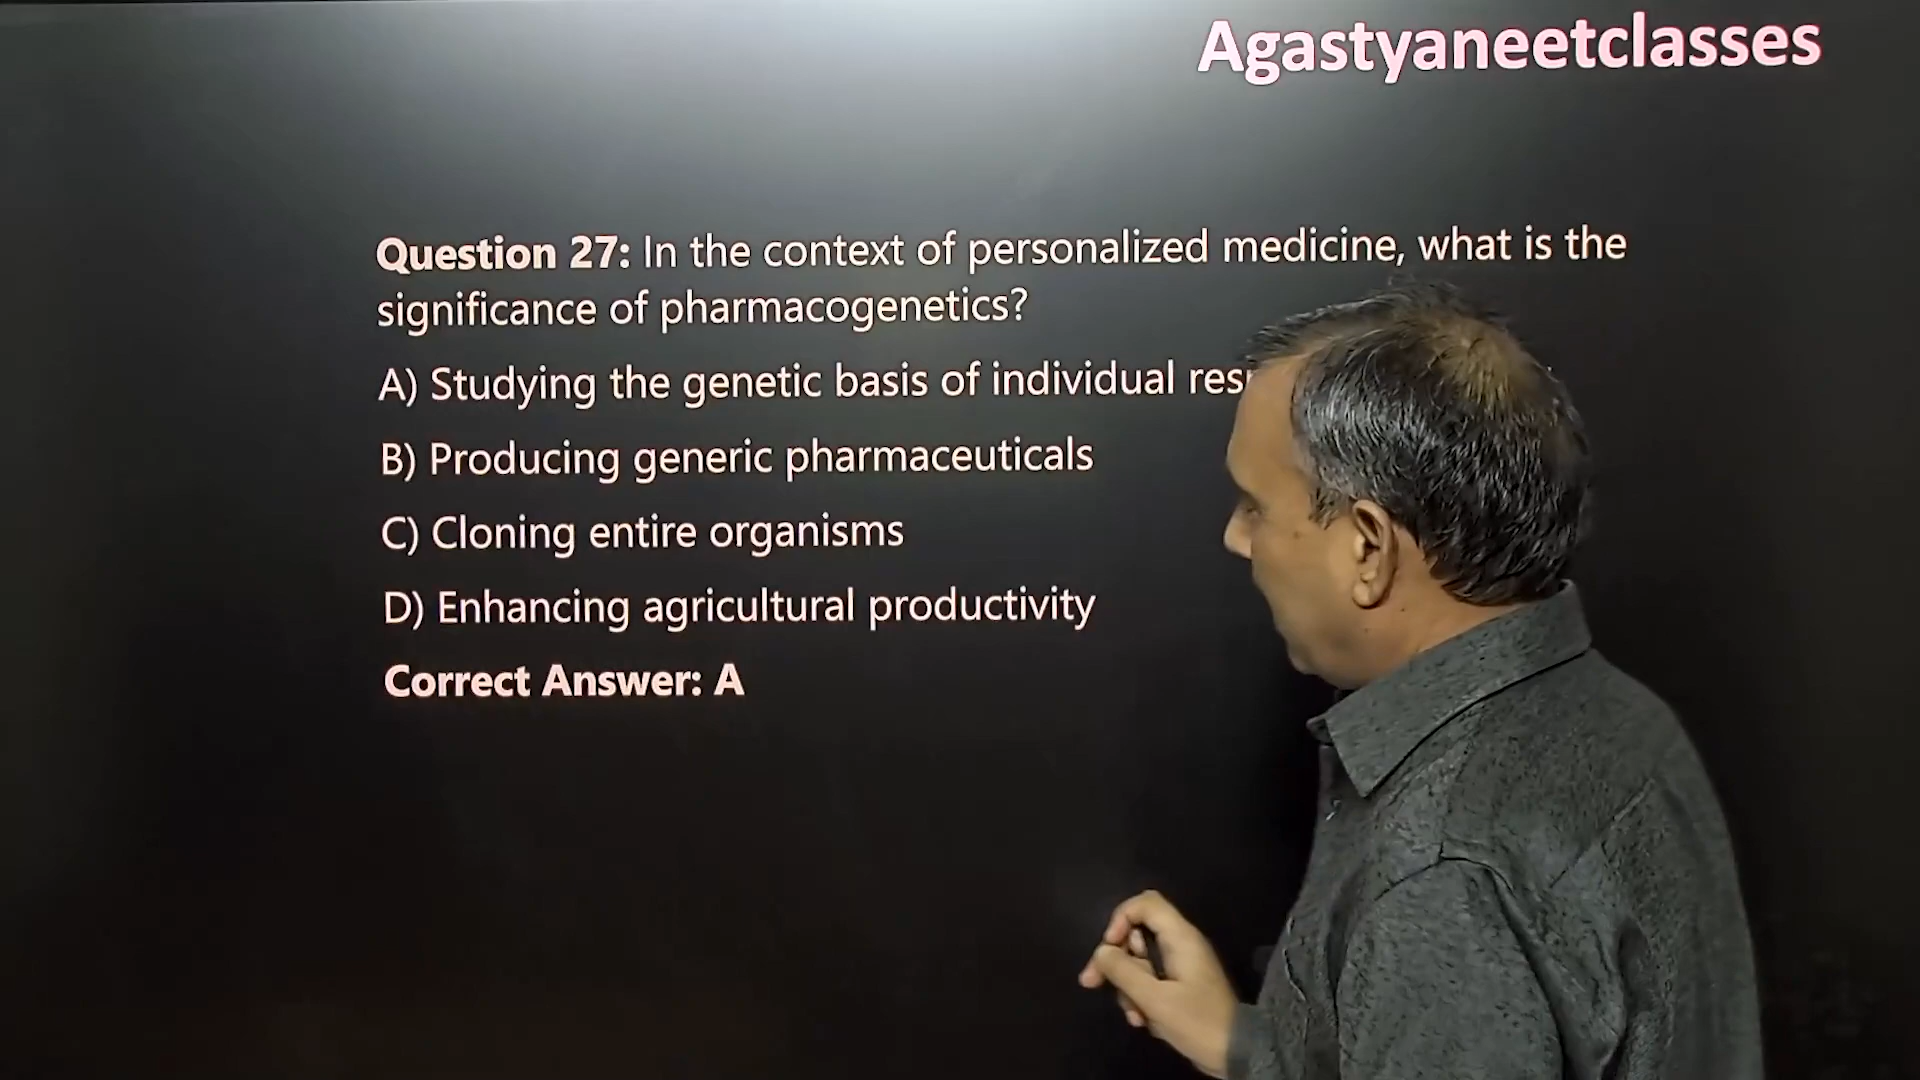 Agastyaneetclasses
Question 27: In the context of personalized medicine, what is the
significance of pharmacogenetics?
A) Studying the genetic basis of individual
B) Producing generic pharmaceuticals
C) Cloning entire organisms
D) Enhancing agricultural productivity
Correct Answer: A